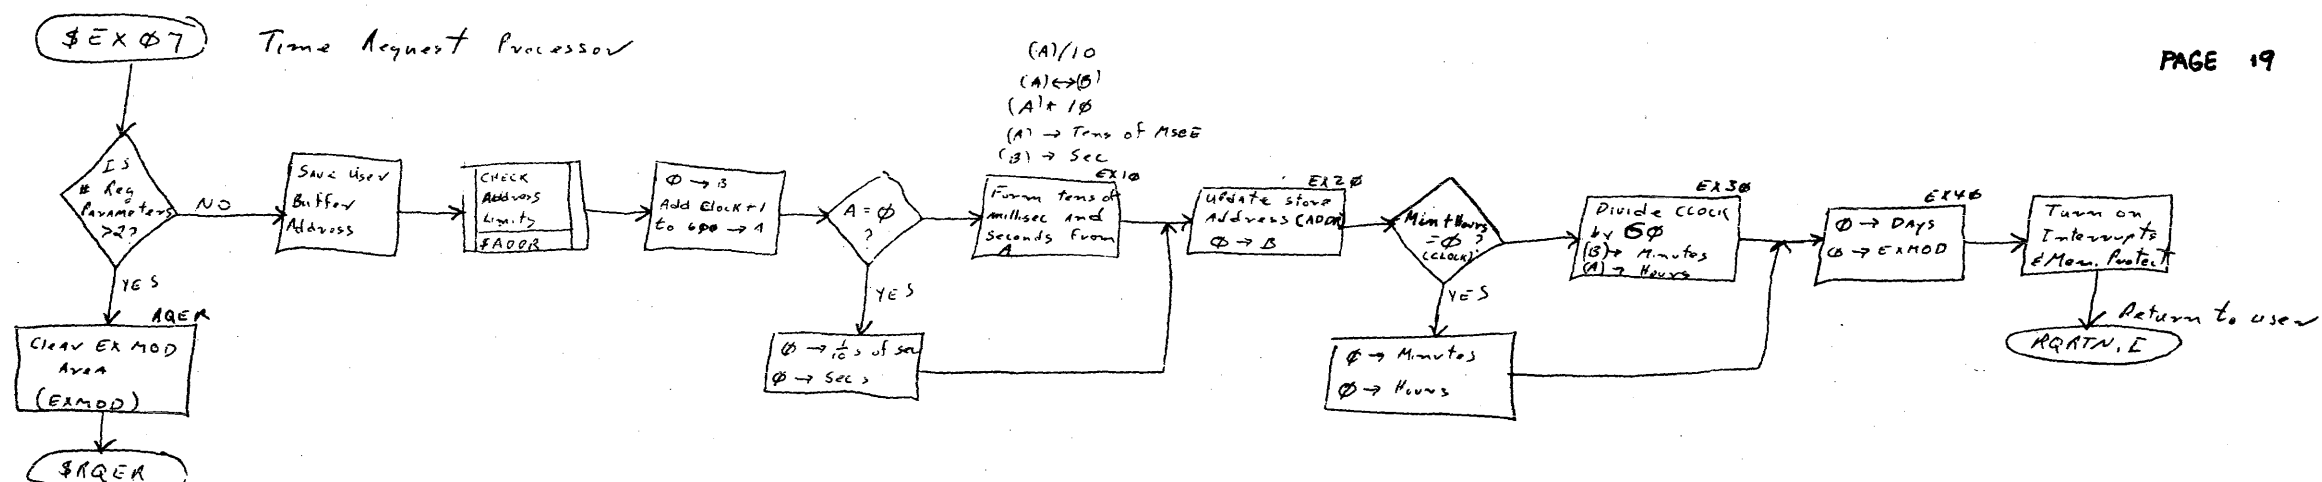 $EXØ7
Time Request Processor
PAGE 19
(A)/10
(A)↔(B)
(A)* 1Ø
(A) → Tens of MSEC
(B) → Sec
Is
# Req
Parameters
>2?
NO
YES
RQER
Clear EXMOD
Area
(EXMOD)
$RQER
Save User
Buffer
Address
CHECK
Address
Limits
$ADDR
Ø → B
Add Clock+1
to 6ØØ → A
A=Ø
?
YES
Ø → 1/10 s of sec
Ø → Secs
EX1Ø
Form tens of
millisec and
seconds from
A
EX2Ø
Update store
Address (ADDR)
Ø → B
Min+Hours
=Ø ?
(CLOCK)
YES
Ø → Minutes
Ø → Hours
EX3Ø
Divide CLOCK
by 6Ø
(B) → Minutes
(A) → Hours
EX4Ø
Ø → Days
Ø → EXMOD
Turn on
Interrupts
& Mem. Protect
Return to user
RQRTN,I